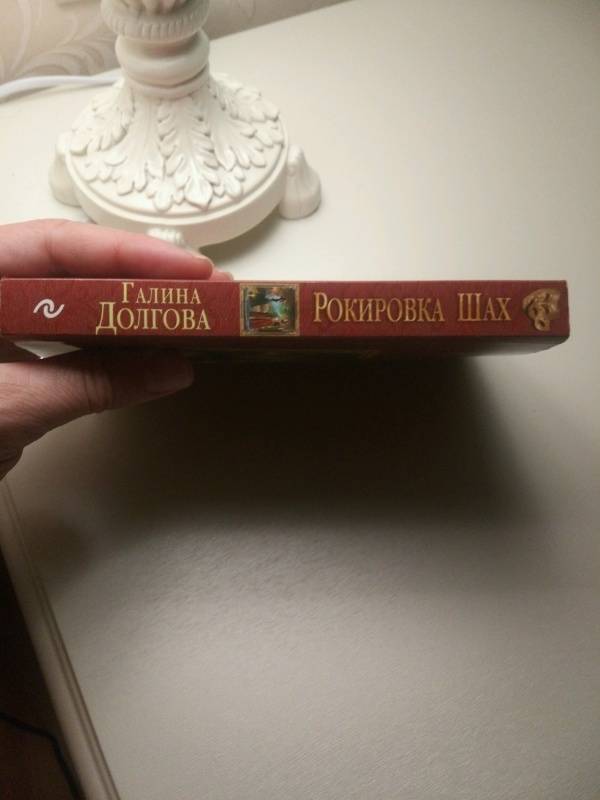 Галина
Долгова
Рокировка Шах